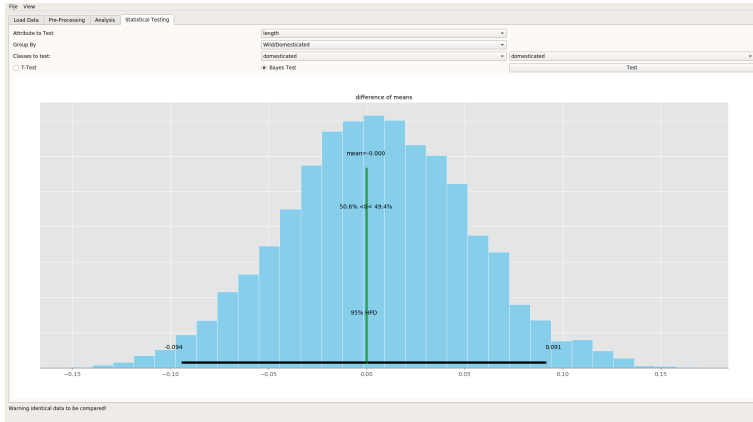 File View
Load Data Pre-Processing Analysis Statistical Testing
Attribute to Test length
Group By Wild/Domesticated
Classes to test: domesticated domesticated
T-Test Bayes Test Test
difference of means
mean=-0.000
50.6% <0< 49.4%
95% HPD
-0.094 0.091
−0.15 −0.10 −0.05 0.00 0.05 0.10 0.15
Warning identical data to be compared!